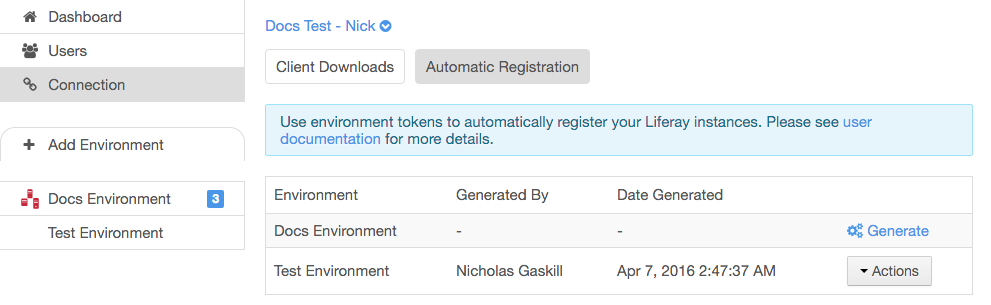 Dashboard
Users
Connection
Add Environment
Docs Environment 3
Test Environment
Docs Test - Nick
Client Downloads Automatic Registration
Use environment tokens to automatically register your Liferay instances. Please see user
documentation for more details.
Environment Generated By Date Generated
Docs Environment - - Generate
Test Environment Nicholas Gaskill Apr 7, 2016 2:47:37 AM Actions